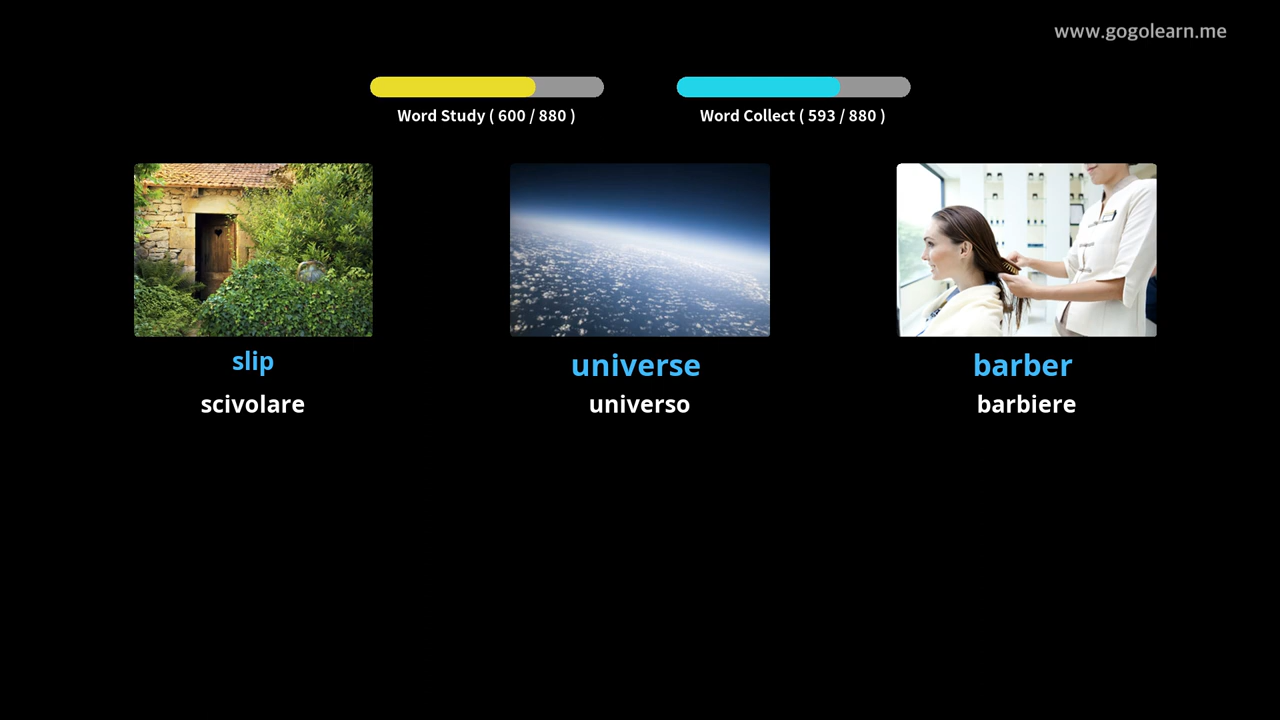 www.gogolearn.me
Word Study ( 600 / 880 )
Word Collect ( 593 / 880 )
slip
scivolare
universe
universo
barber
barbiere